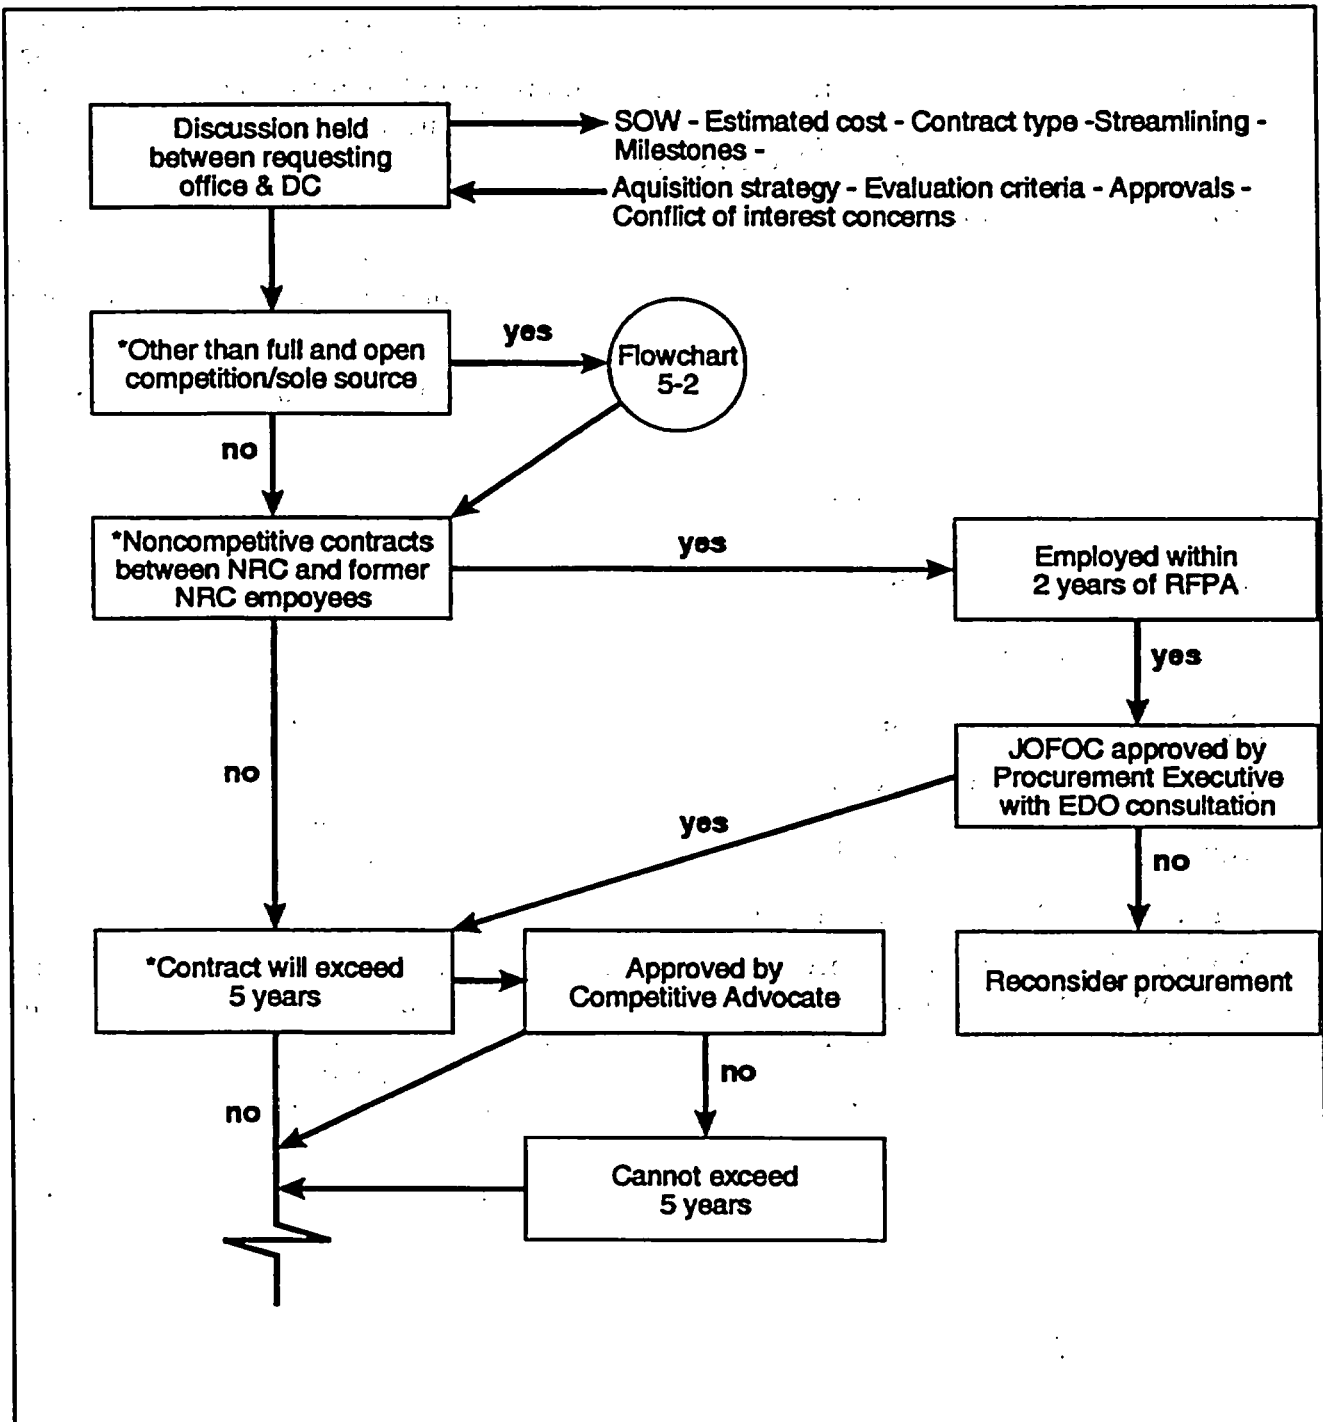 Discussion held
between requesting
office & DC
SOW - Estimated cost - Contract type -Streamlining -
Milestones -
Aquisition strategy - Evaluation criteria - Approvals -
Conflict of interest concerns
*Other than full and open
competition/sole source
yes
Flowchart
5-2
no
*Noncompetitive contracts
between NRC and former
NRC empoyees
yes
Employed within
2 years of RFPA
yes
no
JOFOC approved by
Procurement Executive
with EDO consultation
yes
no
*Contract will exceed
5 years
Approved by
Competitive Advocate
Reconsider procurement
no
no
Cannot exceed
5 years